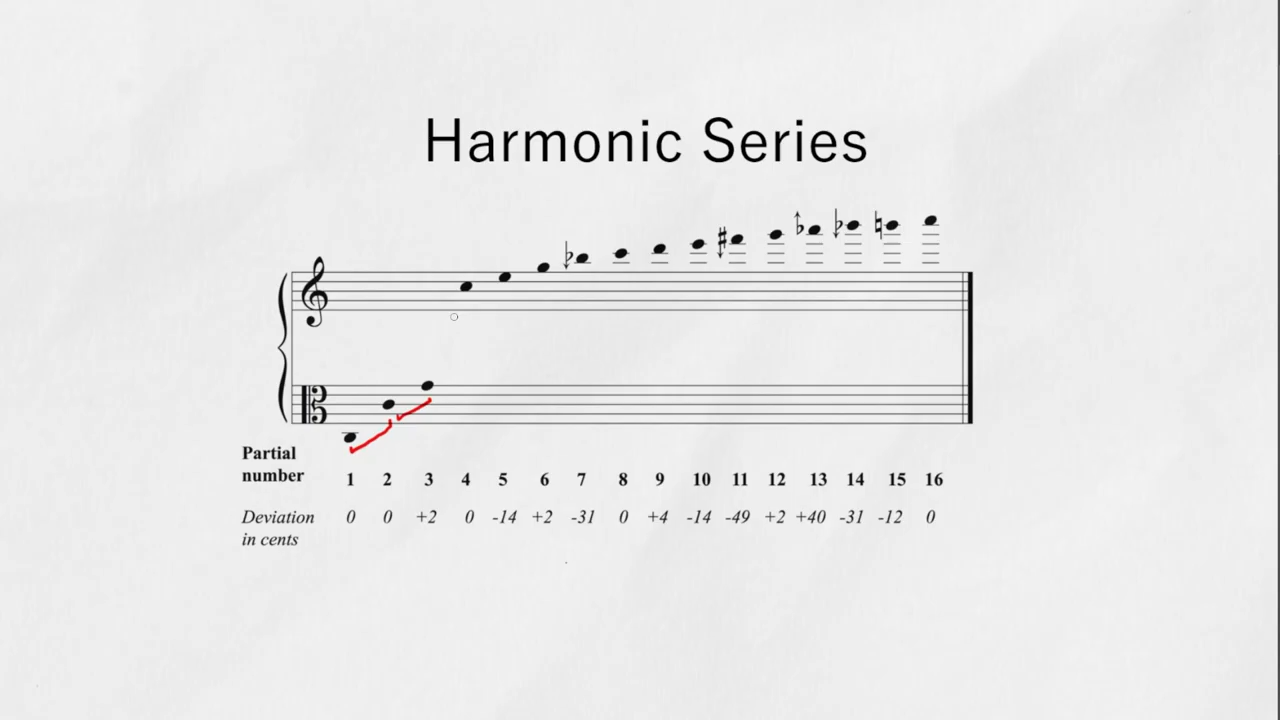 Harmonic Series
Partial
number 1 2 3 4 5 6 7 8 9 10 11 12 13 14 15 16
Deviation 0 0 +2 0 -14 +2 -31 0 +4 -14 -49 +2 +40 -31 -12 0
in cents